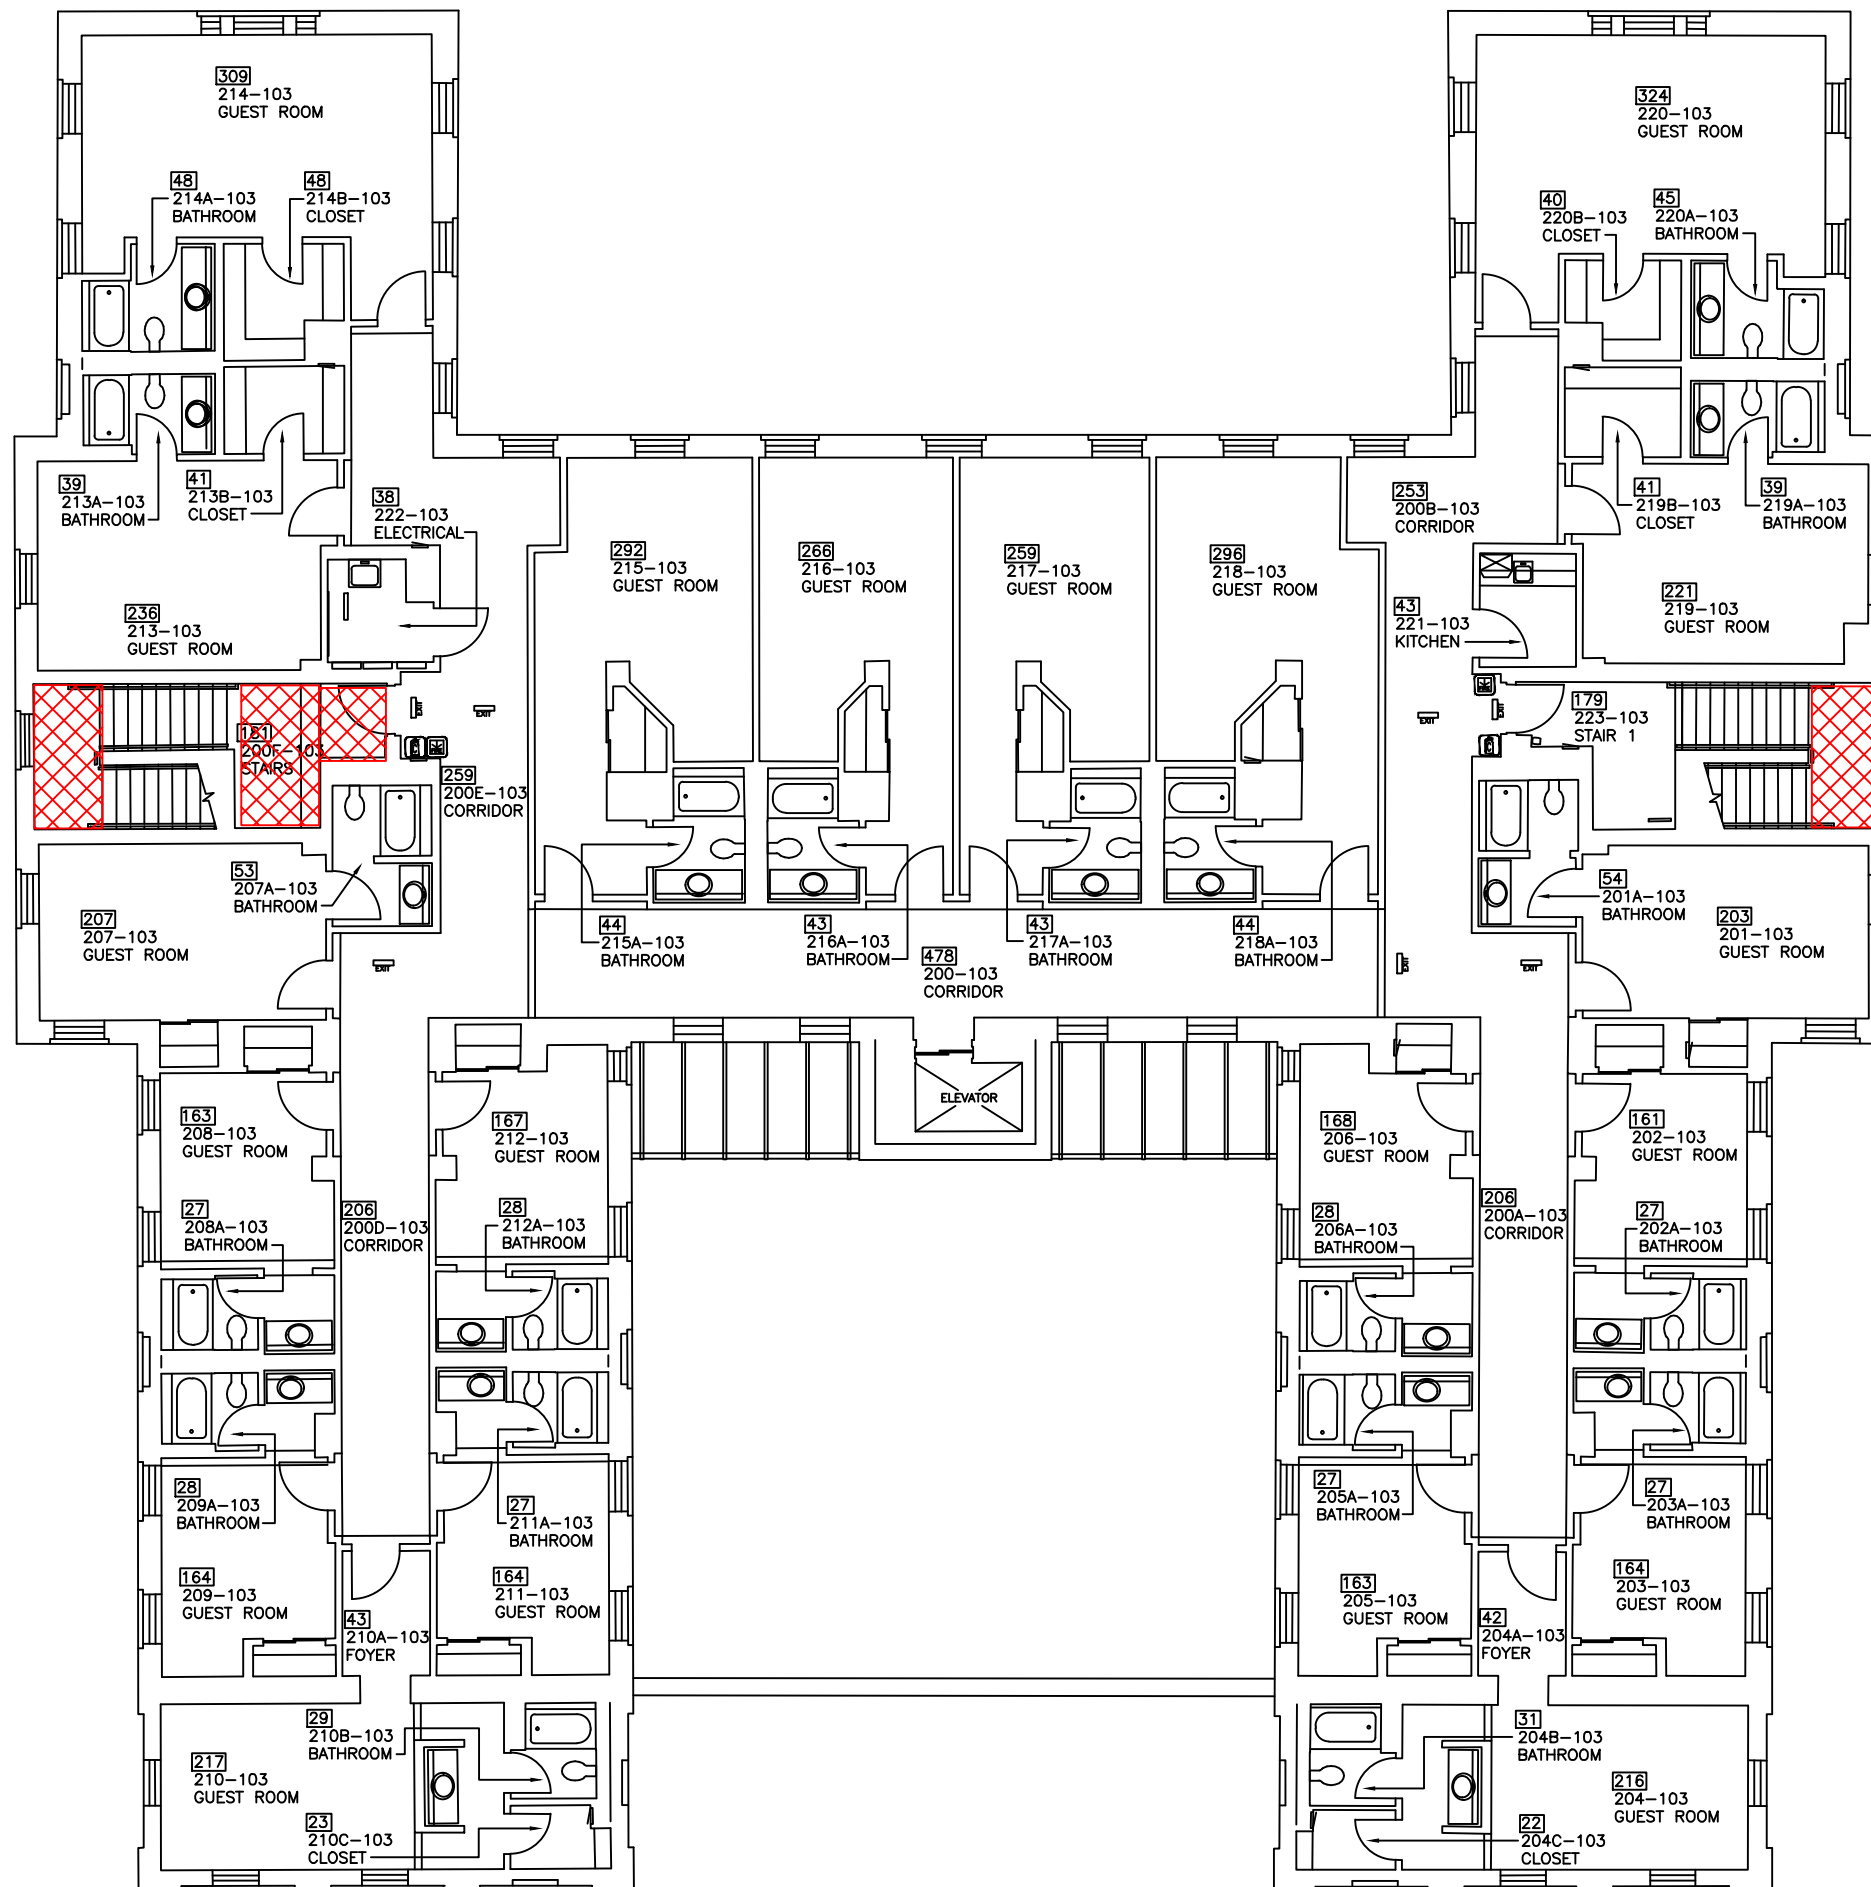 309
214-103
GUEST ROOM
324
220-103
GUEST ROOM
48
214A-103
BATHROOM
48
214B-103
CLOSET
40
220B-103
CLOSET
45
220A-103
BATHROOM
39
213A-103
BATHROOM
41
213B-103
CLOSET
38
222-103
ELECTRICAL
253
200B-103
CORRIDOR
41
219B-103
CLOSET
39
219A-103
BATHROOM
292
215-103
GUEST ROOM
266
216-103
GUEST ROOM
259
217-103
GUEST ROOM
296
218-103
GUEST ROOM
236
213-103
GUEST ROOM
43
221-103
KITCHEN
221
219-103
GUEST ROOM
EXIT
EXIT
EXIT
EXIT
181
200F-103
STAIRS
179
223-103
STAIR 1
259
200E-103
CORRIDOR
53
207A-103
BATHROOM
54
201A-103
BATHROOM
207
207-103
GUEST ROOM
203
201-103
GUEST ROOM
44
215A-103
BATHROOM
43
216A-103
BATHROOM
43
217A-103
BATHROOM
44
218A-103
BATHROOM
478
200-103
CORRIDOR
EXIT
EXIT
EXIT
ELEVATOR
163
208-103
GUEST ROOM
167
212-103
GUEST ROOM
168
206-103
GUEST ROOM
161
202-103
GUEST ROOM
27
208A-103
BATHROOM
206
200D-103
CORRIDOR
28
212A-103
BATHROOM
28
206A-103
BATHROOM
206
200A-103
CORRIDOR
27
202A-103
BATHROOM
28
209A-103
BATHROOM
27
211A-103
BATHROOM
27
205A-103
BATHROOM
27
203A-103
BATHROOM
164
209-103
GUEST ROOM
164
211-103
GUEST ROOM
163
205-103
GUEST ROOM
164
203-103
GUEST ROOM
43
210A-103
FOYER
42
204A-103
FOYER
29
210B-103
BATHROOM
31
204B-103
BATHROOM
217
210-103
GUEST ROOM
216
204-103
GUEST ROOM
23
210C-103
CLOSET
22
204C-103
CLOSET